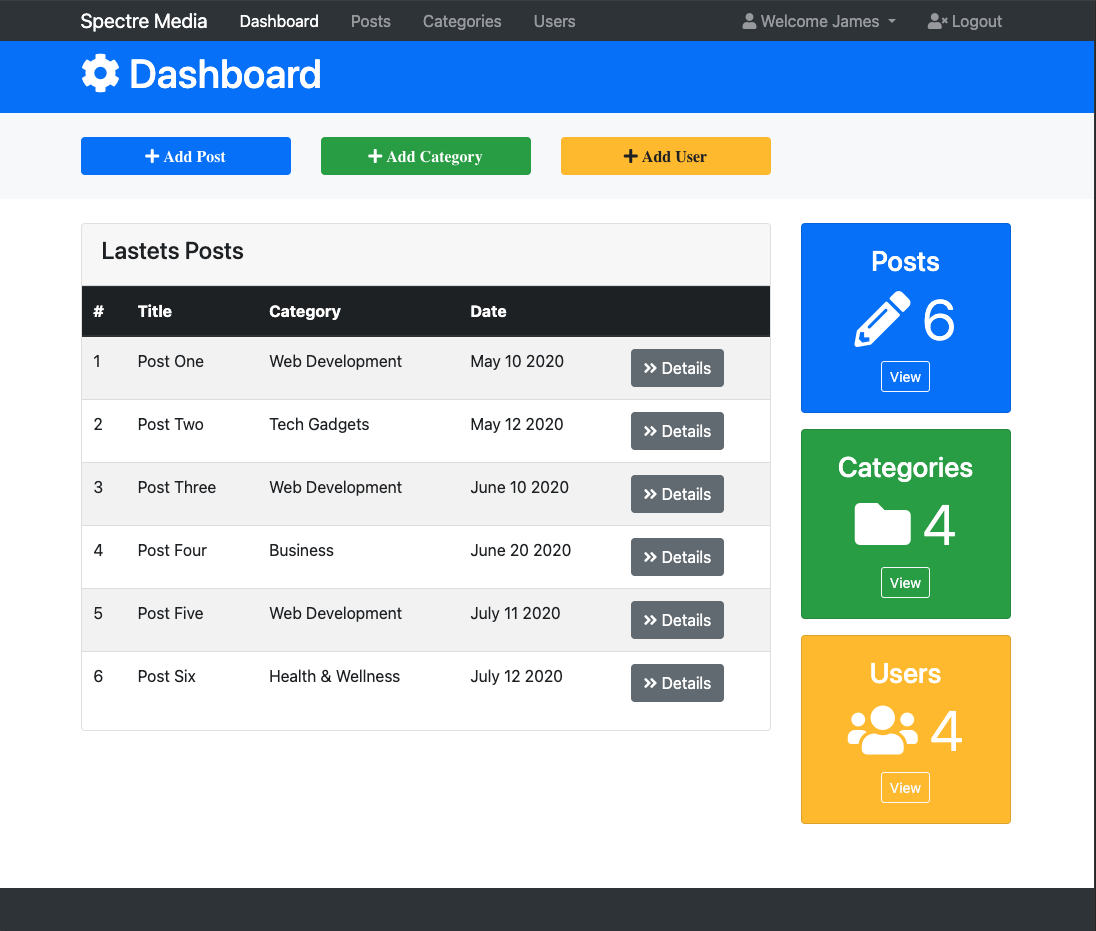 Spectre Media Dashboard Posts Categories Users Welcome James Logout
Dashboard
Add Post Add Category Add User
Lastets Posts
# Title Category Date
1 Post One Web Development May 10 2020 Details
2 Post Two Tech Gadgets May 12 2020 Details
3 Post Three Web Development June 10 2020 Details
4 Post Four Business June 20 2020 Details
5 Post Five Web Development July 11 2020 Details
6 Post Six Health & Wellness July 12 2020 Details
Posts
6
View
Categories
4
View
Users
4
View